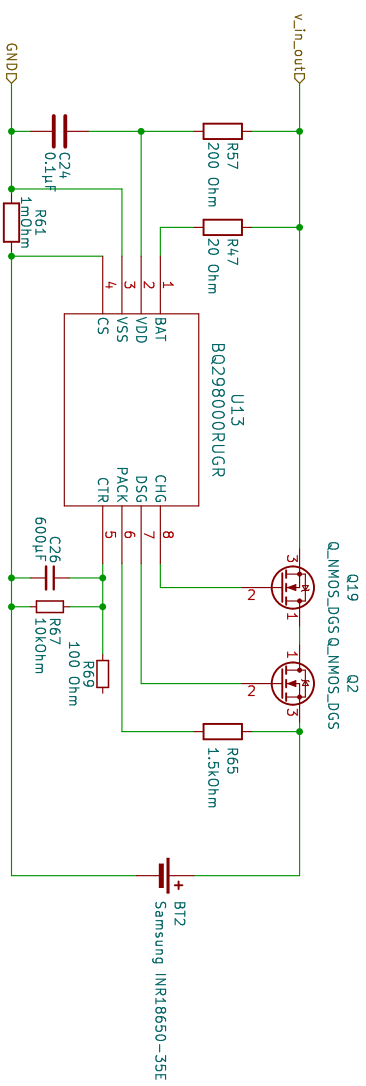 v_in_out
GND
R57
200 Ohm
C24
0.1µF
R47
20 Ohm
R61
1mOhm
1
2
3
4
BAT
VDD
VSS
CS
U13
BQ298000RUGR
CHG
DSG
PACK
CTR
8
7
6
5
Q19
Q_NMOS_DGS
3
2
1
C26
600µF
R67
10kOhm
R69
100 Ohm
Q2
Q_NMOS_DGS
1
2
3
R65
1.5kOhm
+
BT2
Samsung INR18650-35E